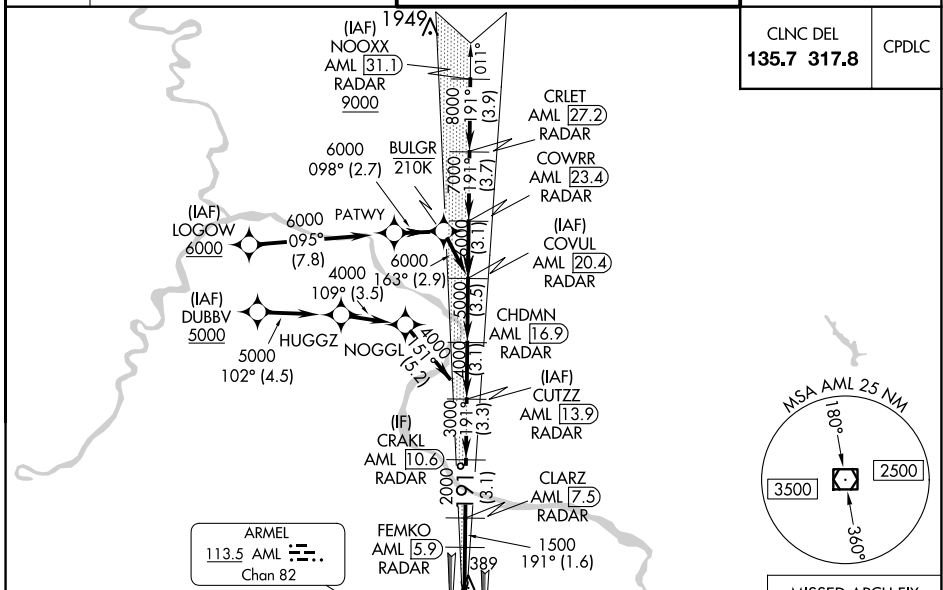 1949
CLNC DEL
135.7 317.8
CPDLC
(IAF)
NOOXX
AML 31.1
RADAR
9000
011°
8000
191°
(3.9)
CRLET
AML 27.2
RADAR
7000
191°
(3.7)
COWRR
AML 23.4
RADAR
6000
098° (2.7)
BULGR
210K
PATWY
(IAF)
LOGOW
6000
6000
095°
(7.8)
6000
(3.1)
6000
163° (2.9)
(IAF)
COVUL
AML 20.4
RADAR
5000
(3.5)
4000
109° (3.5)
(IAF)
DUBBV
5000
HUGGZ
NOGGL
5000
102° (4.5)
4000
151°
(5.2)
CHDMN
AML 16.9
RADAR
4000
(3.1)
(IAF)
CUTZZ
AML 13.9
RADAR
3000
191°
(3.3)
(IF)
CRAKL
AML 10.6
RADAR
2000
191°
(3.1)
CLARZ
AML 7.5
RADAR
FEMKO
AML 5.9
RADAR
1500
191° (1.6)
389
ARMEL
113.5 AML
Chan 82
MSA AML 25 NM
180°
3500
2500
360°
MISSED APCH FIX